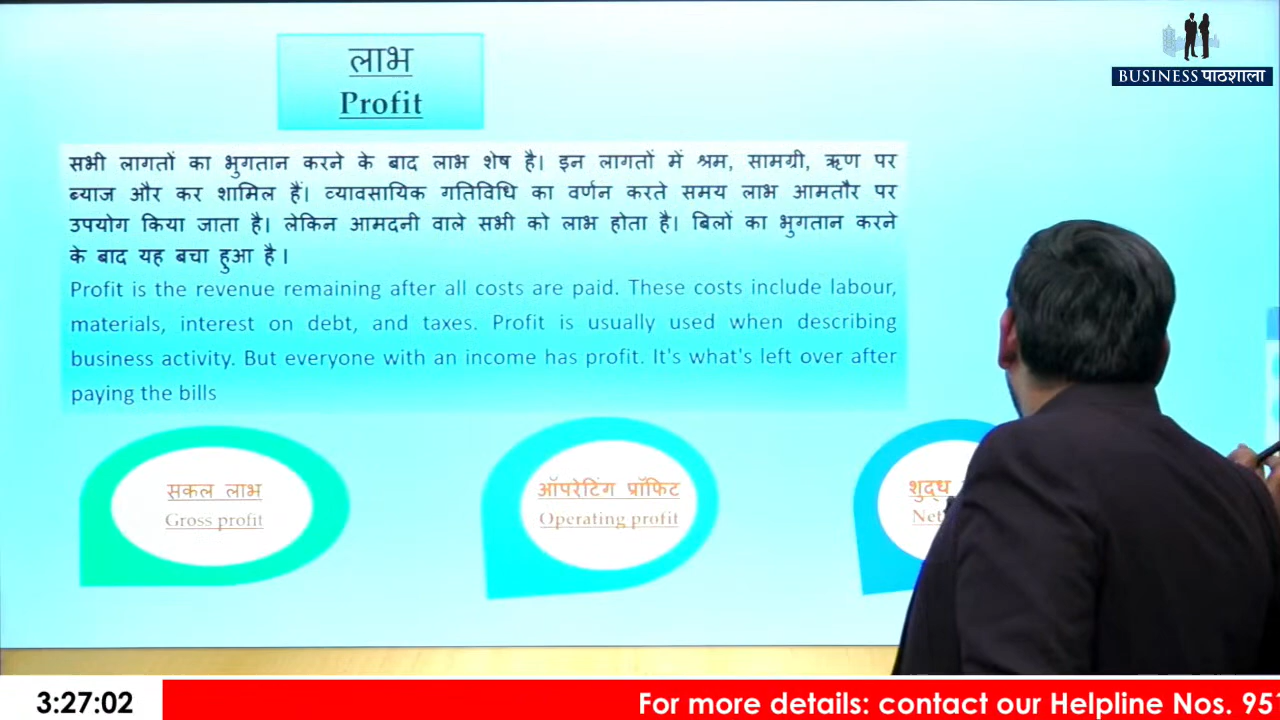 लाभ
Profit
BUSINESS पाठशाला
सभी लागतों का भुगतान करने के बाद लाभ शेष है। इन लागतों में श्रम, सामग्री, ऋण पर
ब्याज और कर शामिल हैं। व्यावसायिक गतिविधि का वर्णन करते समय लाभ आमतौर पर
उपयोग किया जाता है। लेकिन आमदनी वाले सभी को लाभ होता है। बिलों का भुगतान करने
के बाद यह बचा हुआ है ।
Profit is the revenue remaining after all costs are paid. These costs include labour,
materials, interest on debt, and taxes. Profit is usually used when describing
business activity. But everyone with an income has profit. It's what's left over after
paying the bills
सकल लाभ
Gross profit
ऑपरेटिंग प्रॉफिट
Operating profit
शुद्ध
Net
3:27:02
For more details: contact our Helpline Nos. 951